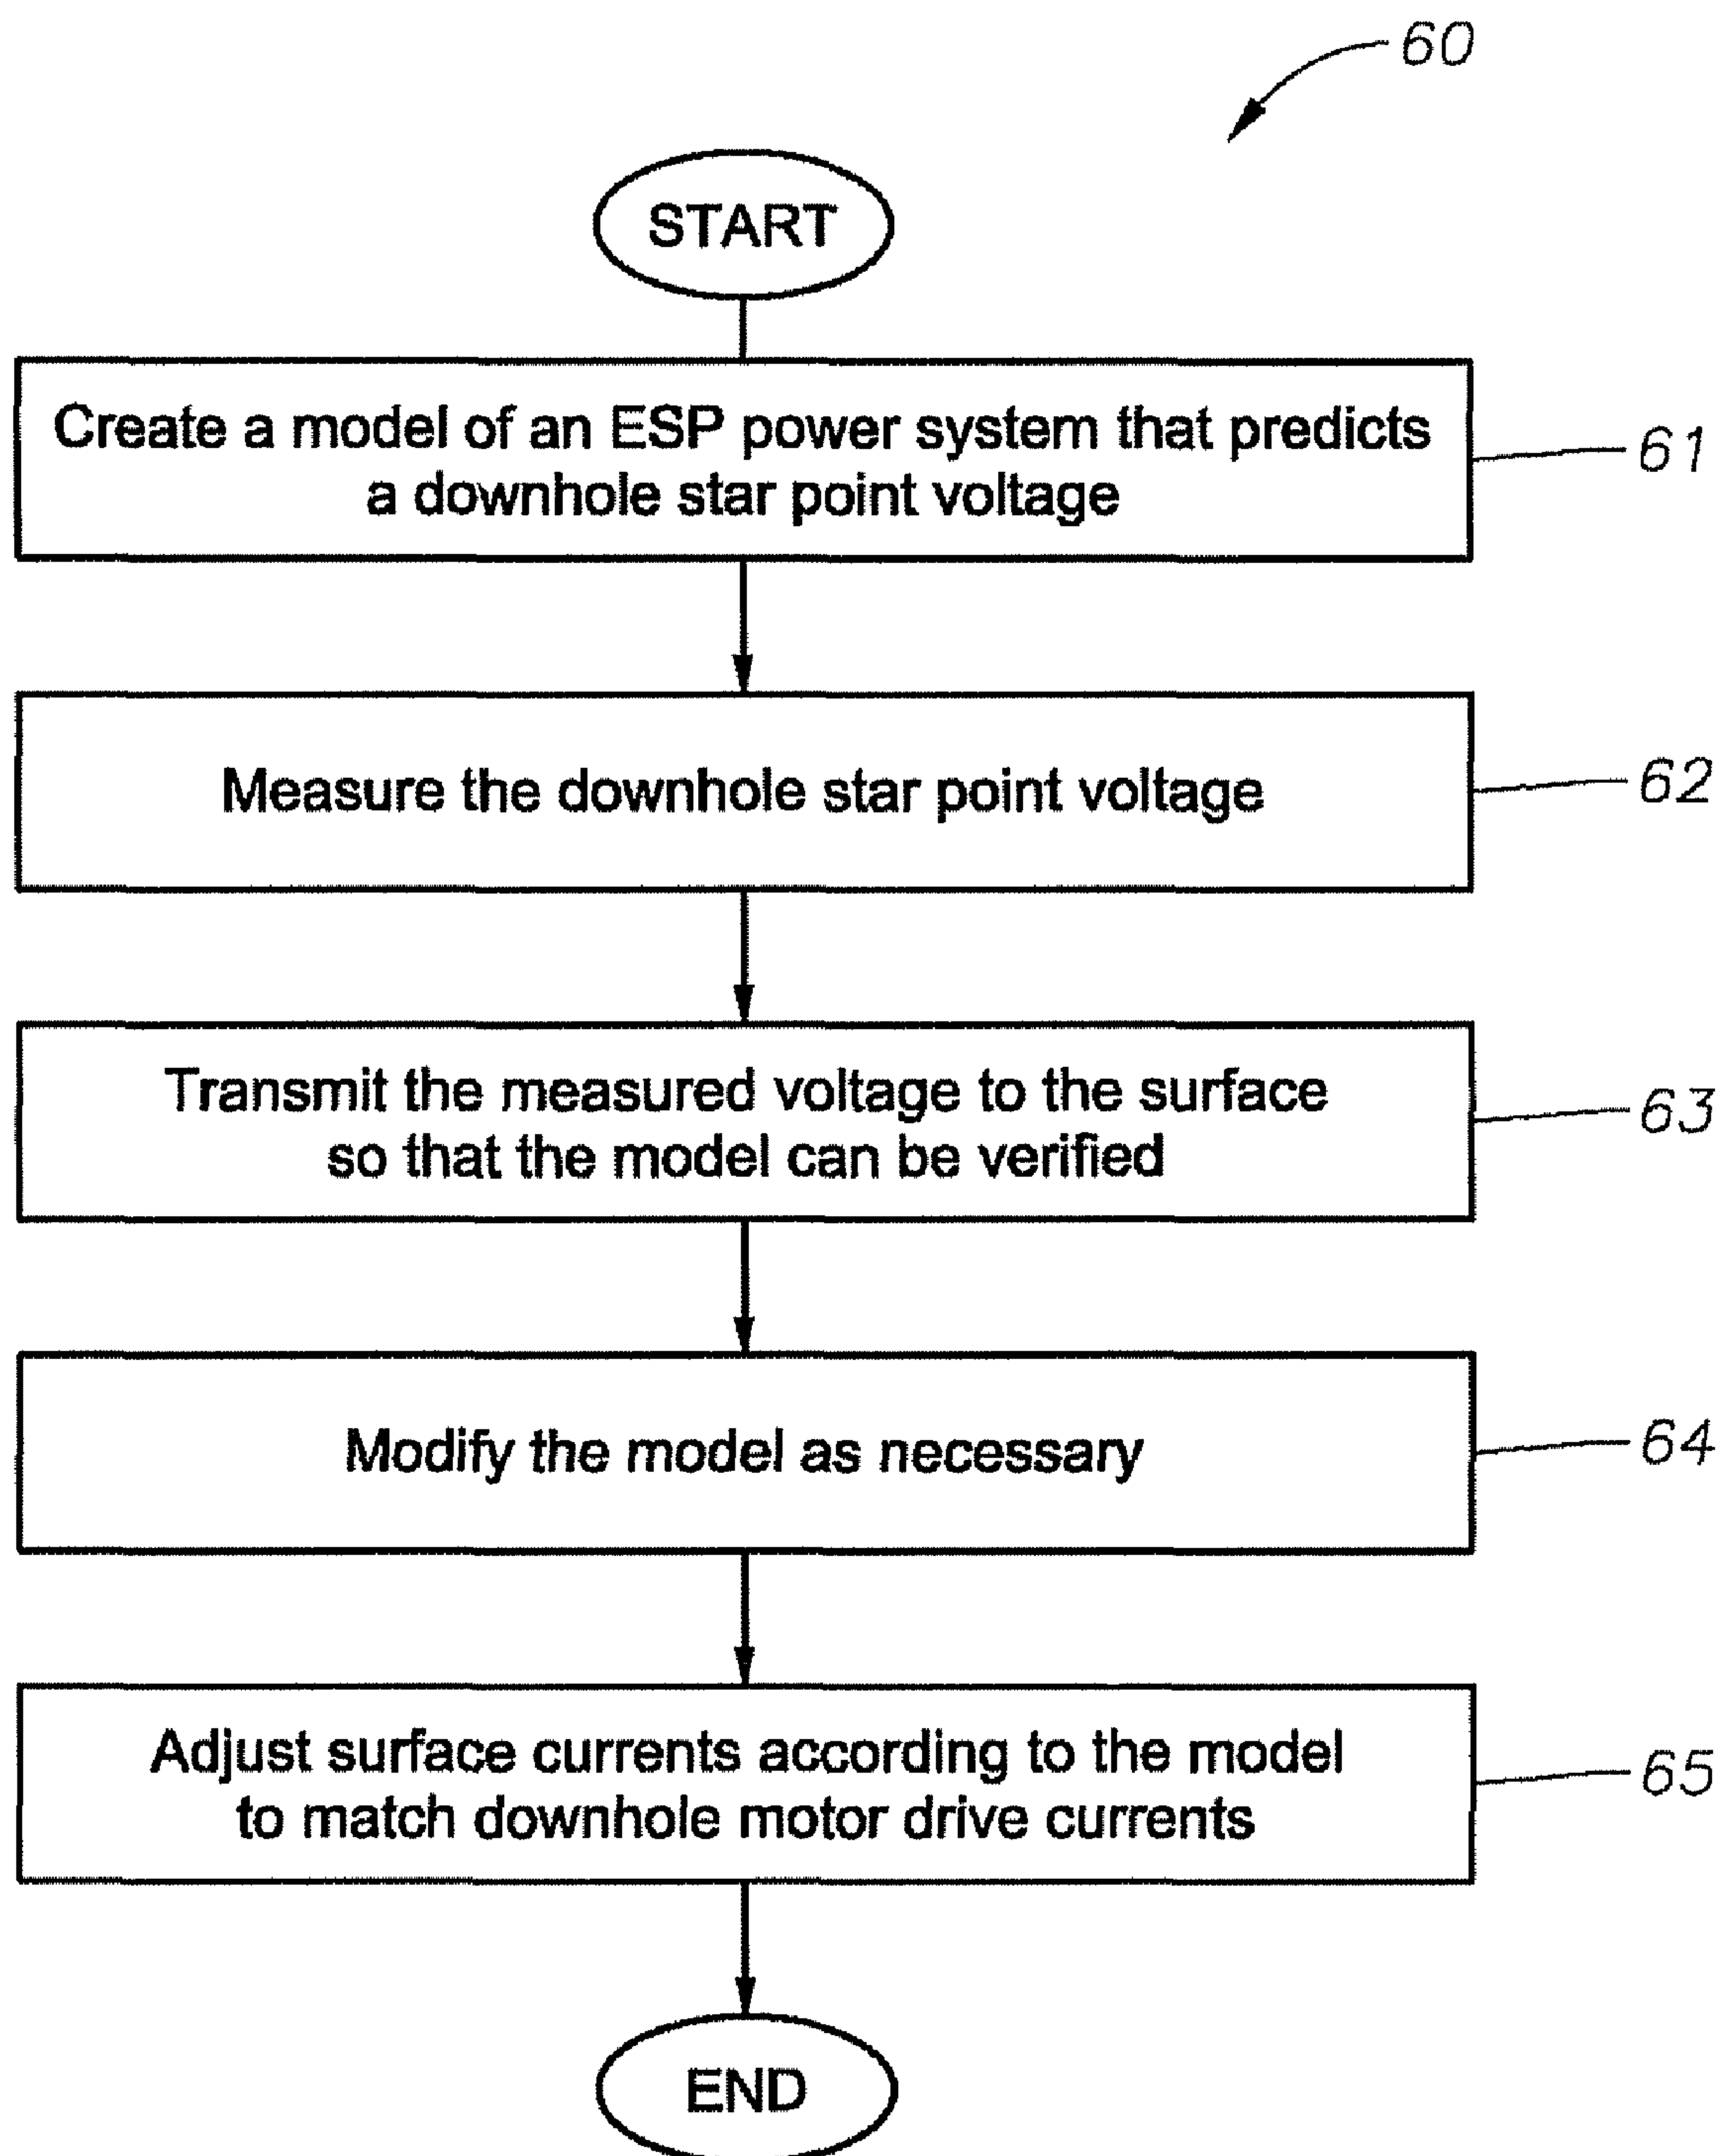 60
START
Create a model of an ESP power system that predicts
a downhole star point voltage
61
Measure the downhole star point voltage
62
Transmit the measured voltage to the surface
so that the model can be verified
63
Modify the model as necessary
64
Adjust surface currents according to the model
to match downhole motor drive currents
65
END